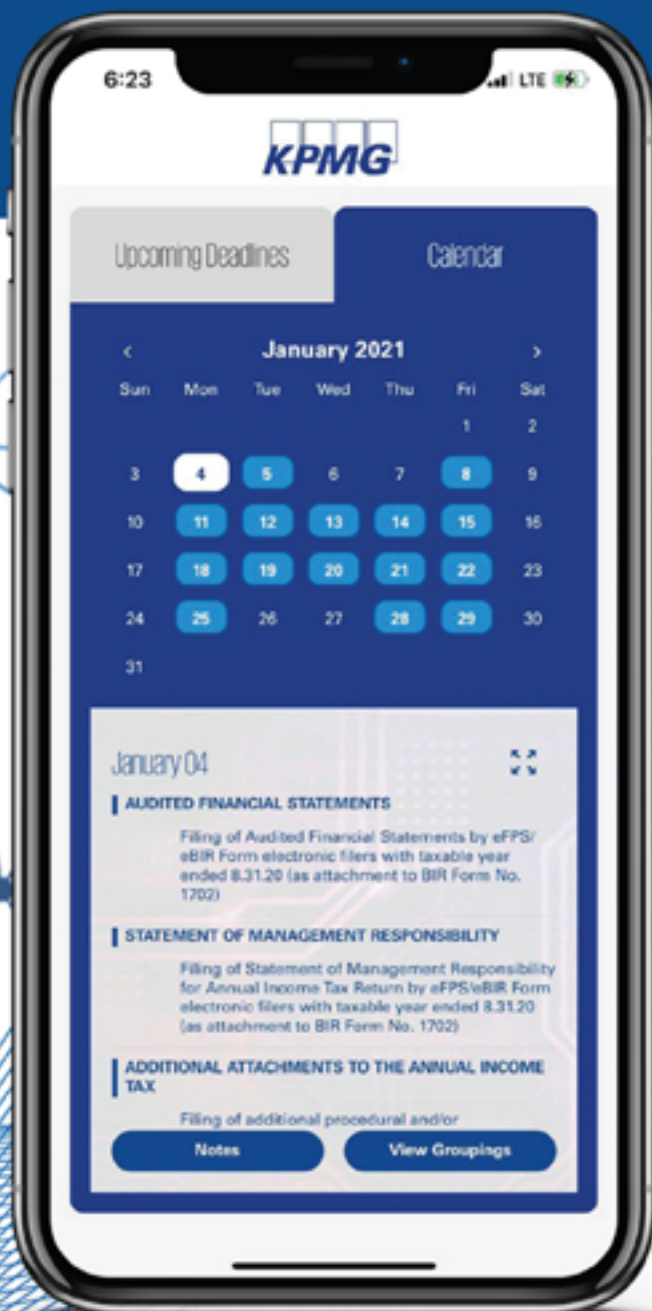 6:23 LTE
KPMG
Upcoming Deadlines Calendar
< January 2021 >
Sun Mon Tue Wed Thu Fri Sat
1 2
3 4 5 6 7 8 9
10 11 12 13 14 15 16
17 18 19 20 21 22 23
24 25 26 27 28 29 30
31
January 04
AUDITED FINANCIAL STATEMENTS
Filing of Audited Financial Statements by eFPS/
eBIR Form electronic filers with taxable year
ended 8.31.20 (as attachment to BIR Form No.
1702)
STATEMENT OF MANAGEMENT RESPONSIBILITY
Filing of Statement of Management Responsibility
for Annual Income Tax Return by eFPS/eBIR Form
electronic filers with taxable year ended 8.31.20
(as attachment to BIR Form No. 1702)
ADDITIONAL ATTACHMENTS TO THE ANNUAL INCOME
TAX
Filing of additional procedural and/or
Notes View Groupings